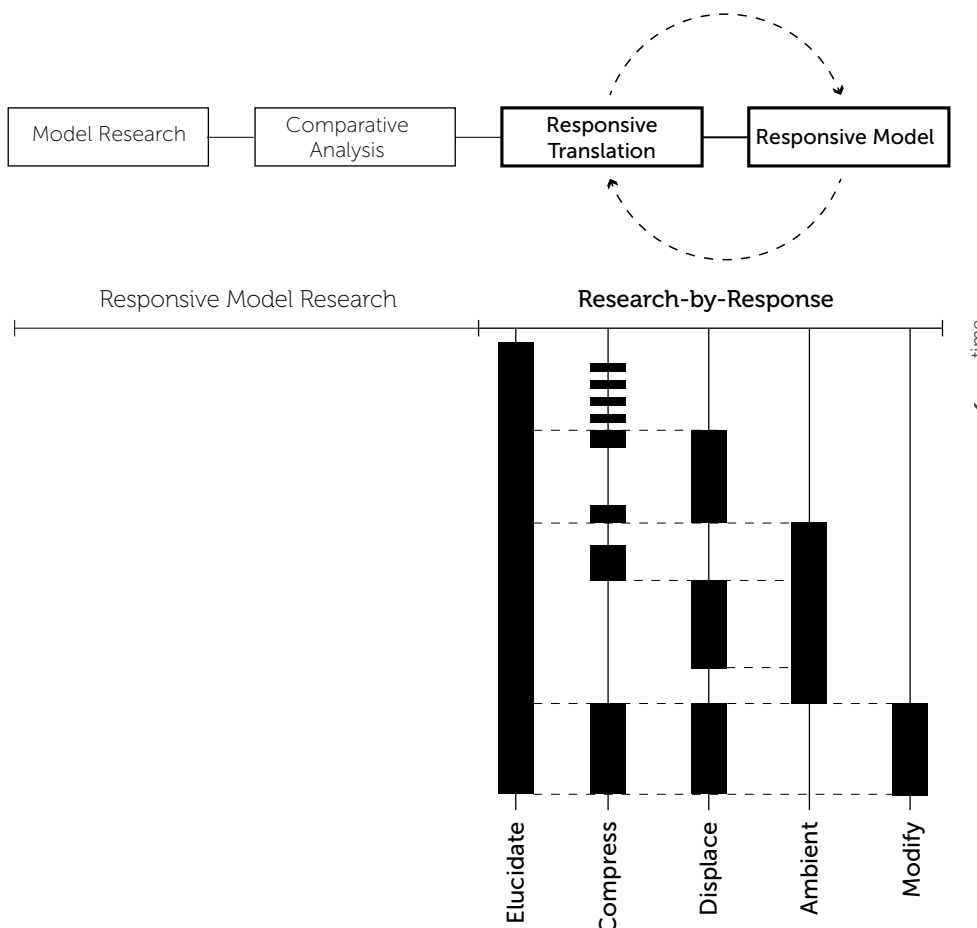 Model Research
Comparative
Analysis
Responsive
Translation
Responsive Model
Responsive Model Research
Research-by-Response
time
Elucidate
Compress
Displace
Ambient
Modify